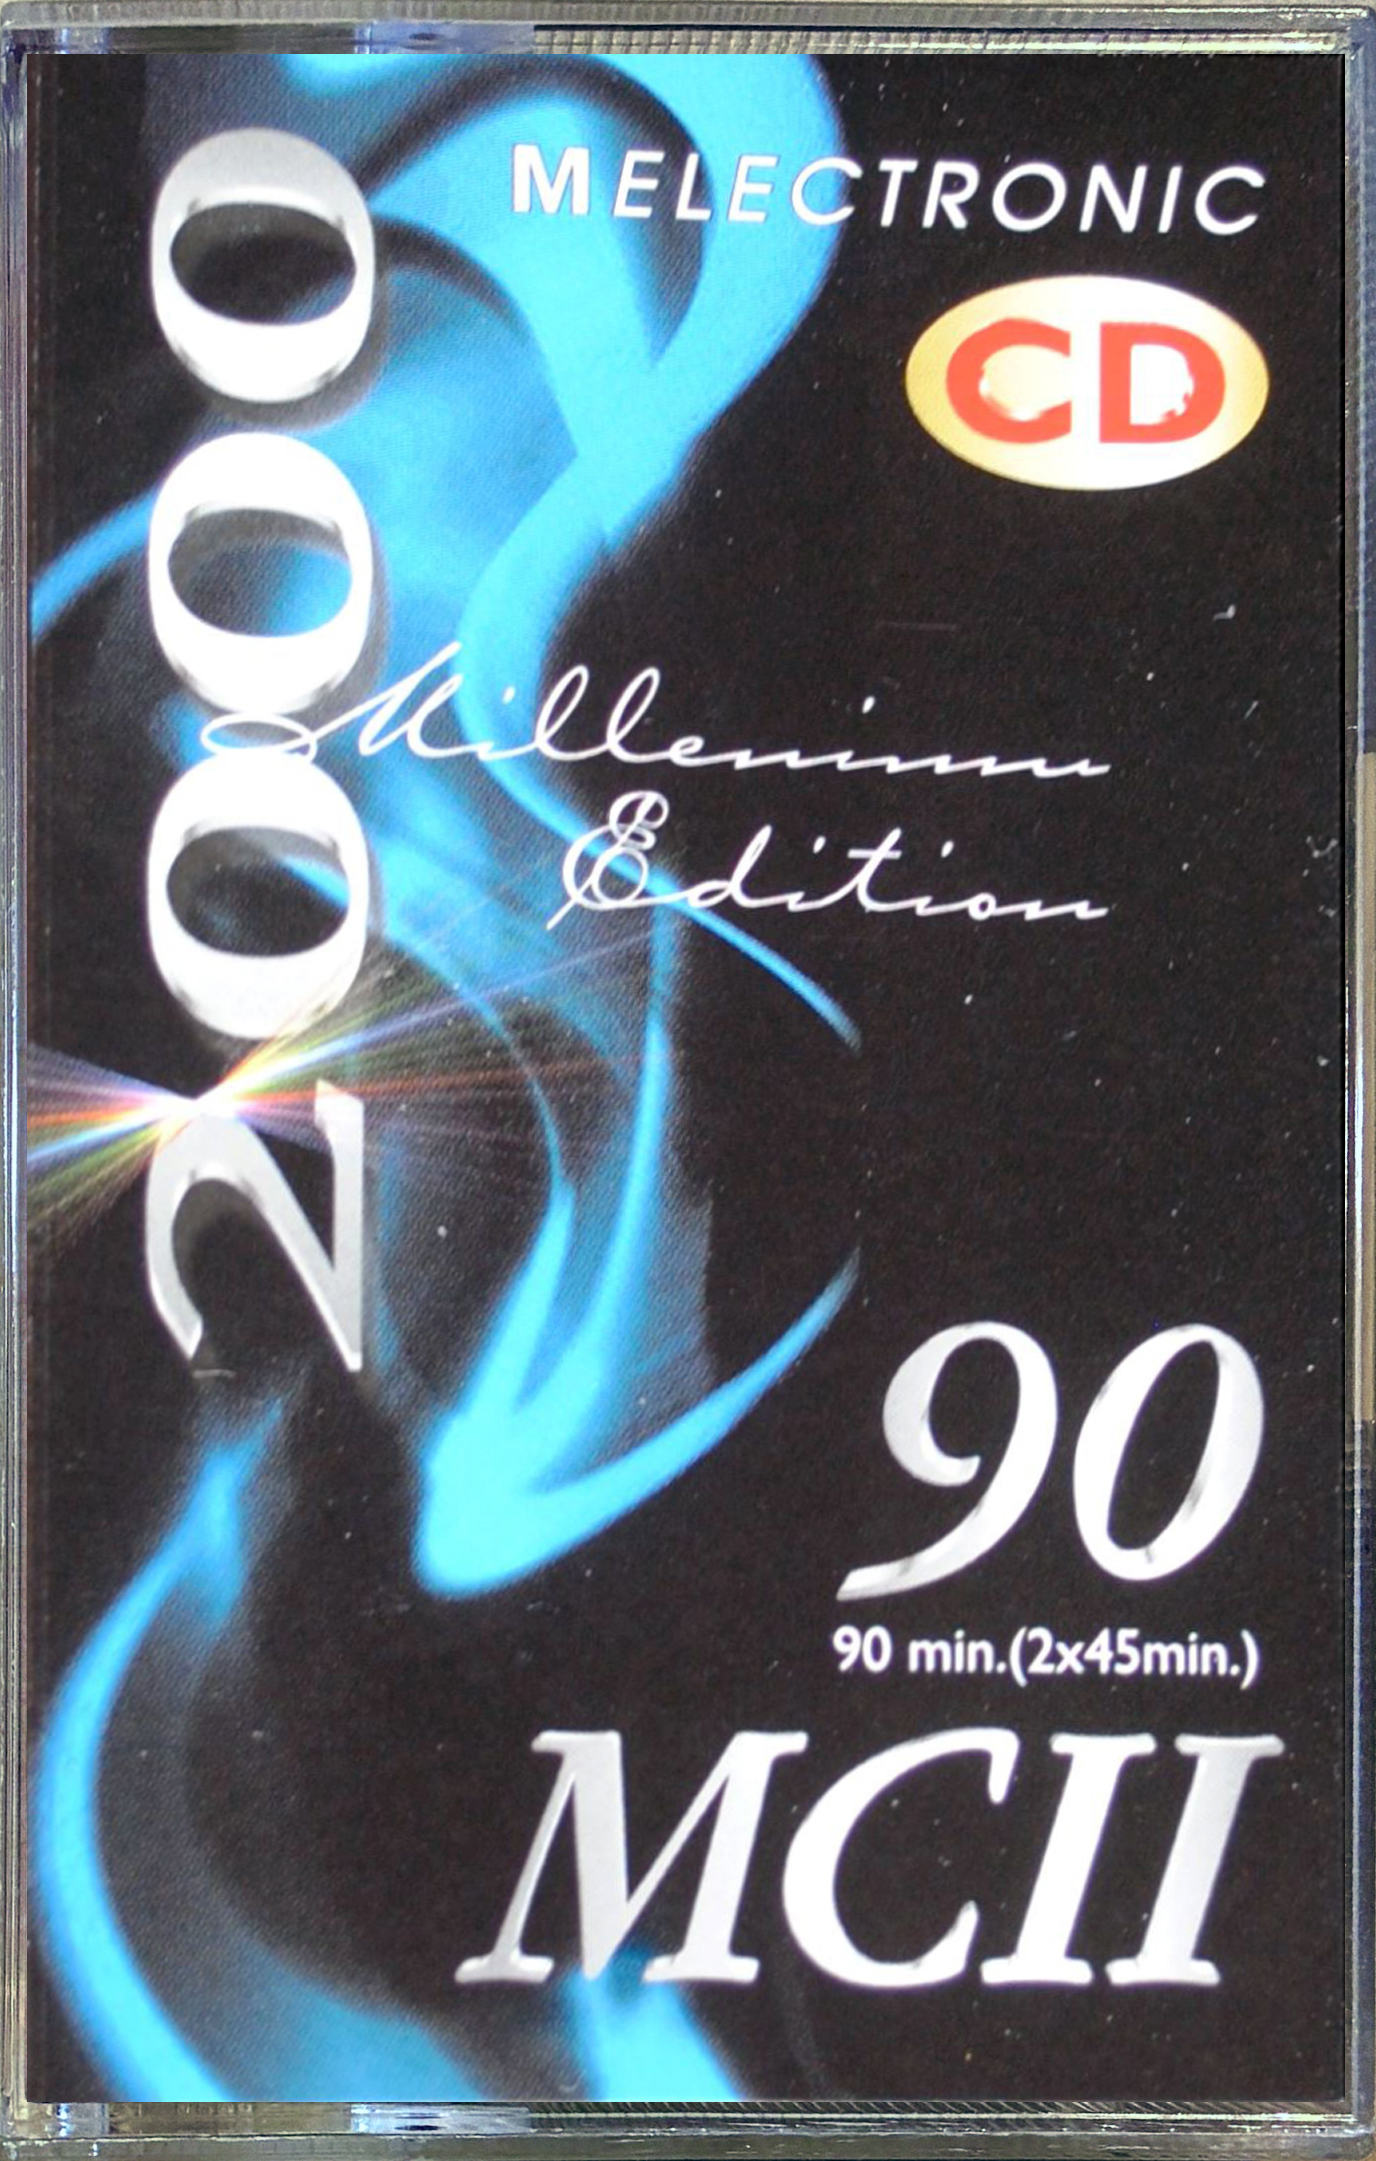 MELECTRONIC
CD
2000
Millenium
Edition
90
90 min.(2x45min.)
MCII